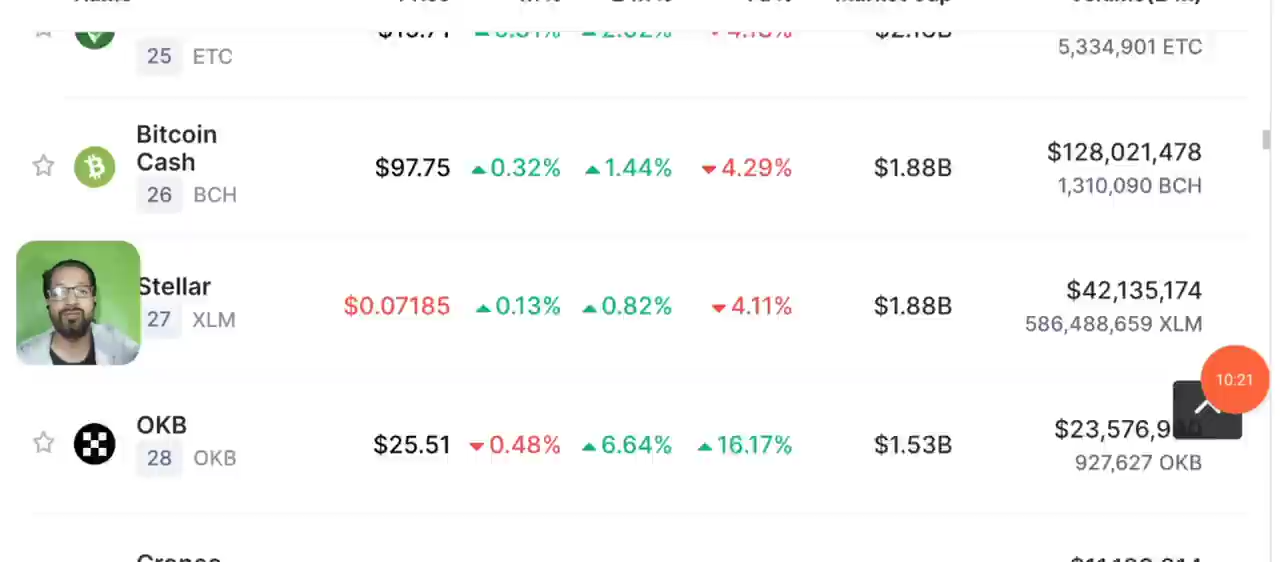 25 ETC
5,334,901 ETC
Bitcoin
Cash
$97.75 0.32% 1.44% 4.29% $1.88B $128,021,478
26 BCH
1,310,090 BCH
Stellar
$0.07185 0.13% 0.82% 4.11% $1.88B $42,135,174
27 XLM
586,488,659 XLM
10:21
OKB
$25.51 0.48% 6.64% 16.17% $1.53B $23,576,9
28 OKB
927,627 OKB